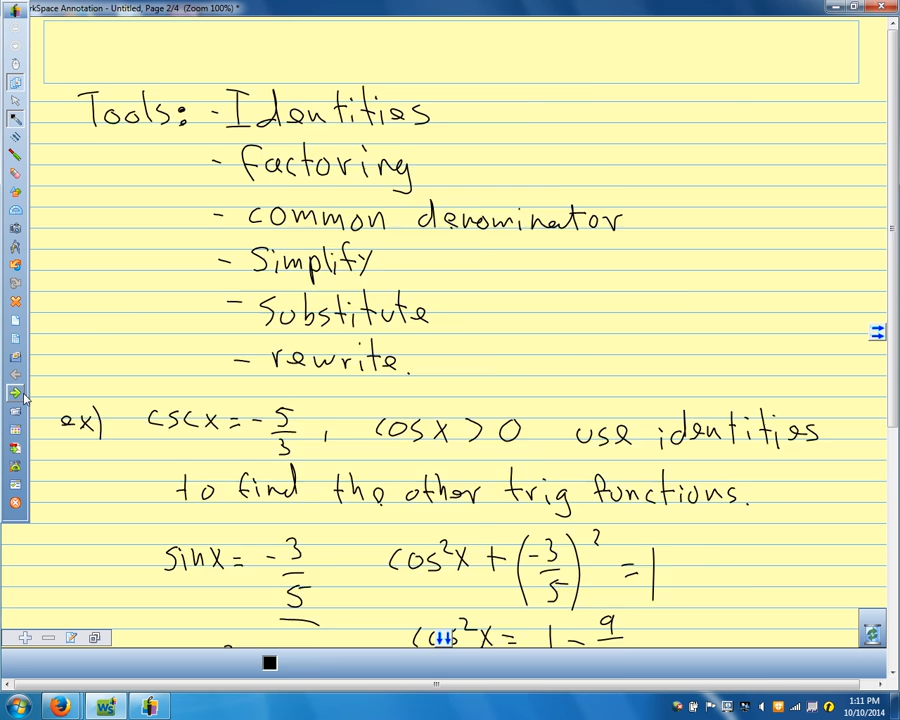 rkSpace Annotation - Untitled, Page 2/4 (Zoom 100%) *
Tools: - Identities
- factoring
- common denominator
- Simplify
- Substitute
- rewrite.
ex) cscx = -5/3 , cosx > 0 use identities
to find the other trig functions.
sinx = -3/5 cos²x + (-3/5)² = 1
cos²x = 1 - 9
1:11 PM
10/10/2014